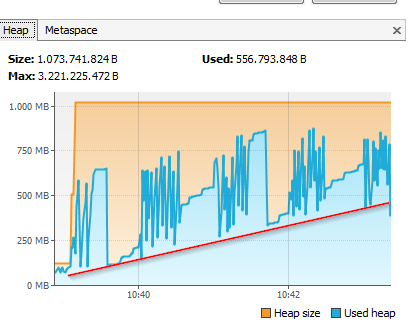 Heap Metaspace
Size: 1.073.741.824 B Used: 556.793.848 B
Max: 3.221.225.472 B
1.000 MB
750 MB
500 MB
250 MB
0 MB
10:40 10:42
Heap size Used heap